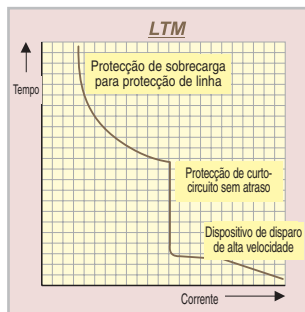 LTM
Tempo
Protecção de sobrecarga
para protecção de linha
Protecção de curto-
circuito sem atraso
Dispositivo de disparo
de alta velocidade
Corrente